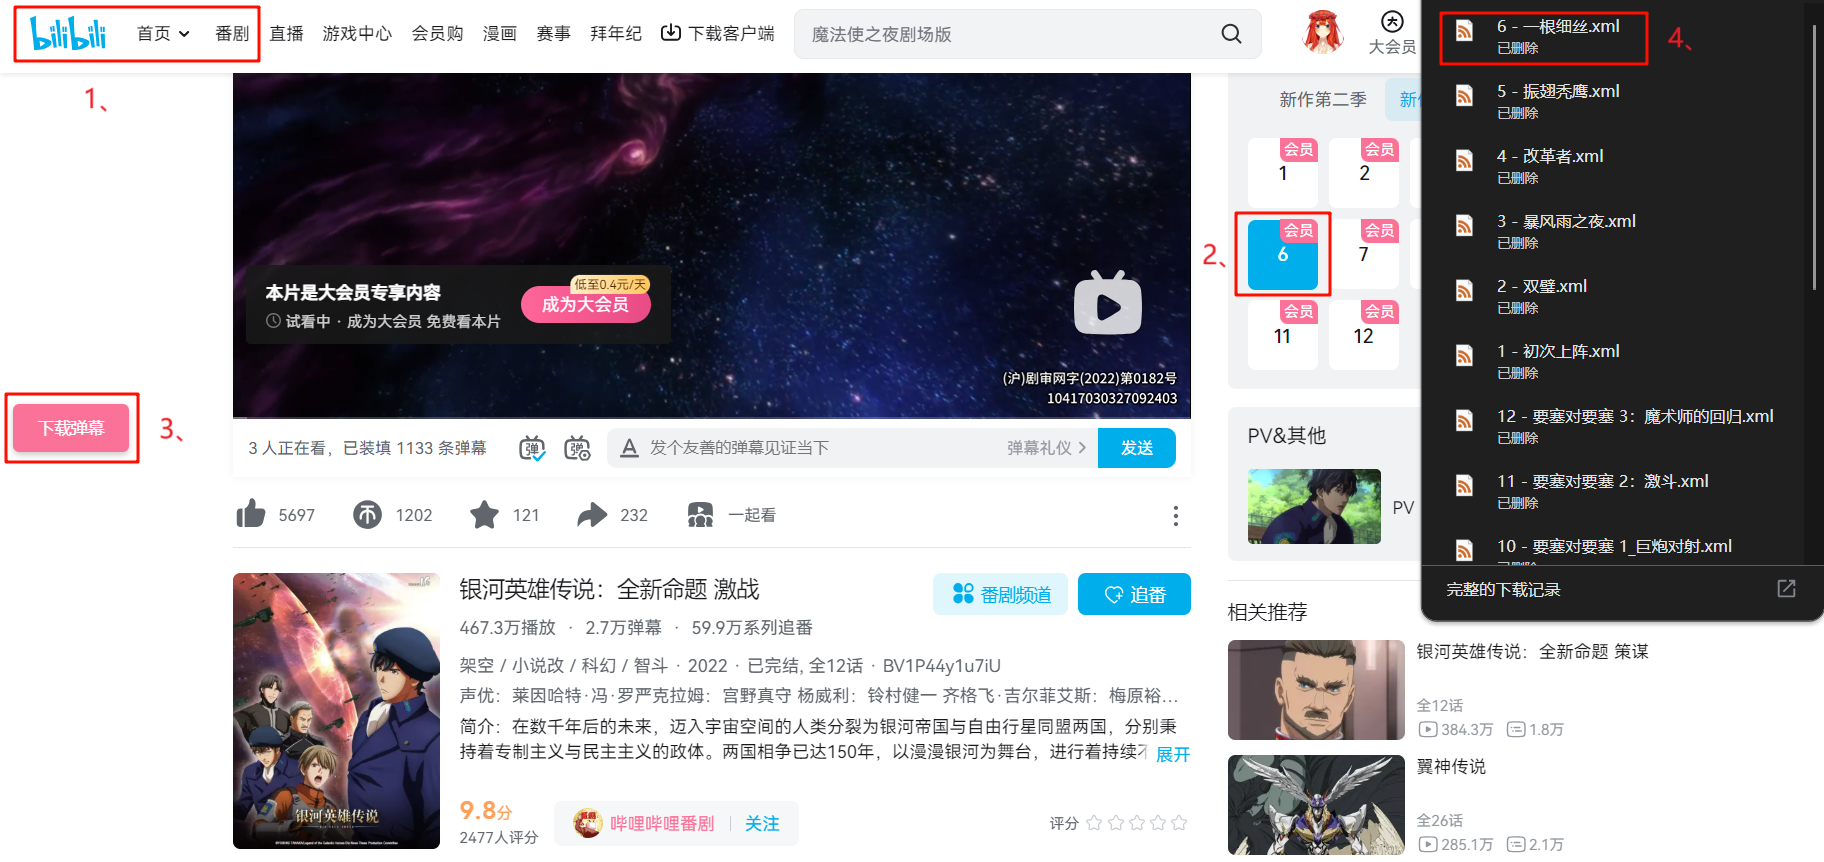 bilibili 首页 番剧 直播 游戏中心 会员购 漫画 赛事 拜年纪 下载客户端 魔法使之夜剧场版 大会员
1、
新作第二季 新作
会员 会员
1 2
2、 会员 会员
6 7
会员 会员
11 12
本片是大会员专享内容
试看中 · 成为大会员 免费看本片
低至0.4元/天
成为大会员
(沪)剧审网字(2022)第0182号
10417030327092403
下载弹幕 3、
3 人正在看，已装填 1133 条弹幕 弹 弹 A 发个友善的弹幕见证当下 弹幕礼仪 > 发送
5697 1202 121 232 一起看
PV&其他
PV
银河英雄传说：全新命题 激战 番剧频道 追番
467.3万播放 · 2.7万弹幕 · 59.9万系列追番
架空 / 小说改 / 科幻 / 智斗 · 2022 · 已完结, 全12话 · BV1P44y1u7iU
声优：莱因哈特·冯·罗严克拉姆：宫野真守 杨威利：铃村健一 齐格飞·吉尔菲艾斯：梅原裕...
简介：在数千年后的未来，迈入宇宙空间的人类分裂为银河帝国与自由行星同盟两国，分别秉
持着专制主义与民主主义的政体。两国相争已达150年，以漫漫银河为舞台，进行着持续 展开
银河英雄传说
9.8分
2477人评分
哔哩哔哩番剧 关注
评分
相关推荐
银河英雄传说：全新命题 策谋
全12话
384.3万 1.8万
翼神传说
全26话
285.1万 2.1万
6 - 一根细丝.xml
已删除
4、
5 - 振翅秃鹰.xml
已删除
4 - 改革者.xml
已删除
3 - 暴风雨之夜.xml
已删除
2 - 双璧.xml
已删除
1 - 初次上阵.xml
已删除
12 - 要塞对要塞 3：魔术师的回归.xml
已删除
11 - 要塞对要塞 2：激斗.xml
已删除
10 - 要塞对要塞 1_巨炮对射.xml
已删除
完整的下载记录